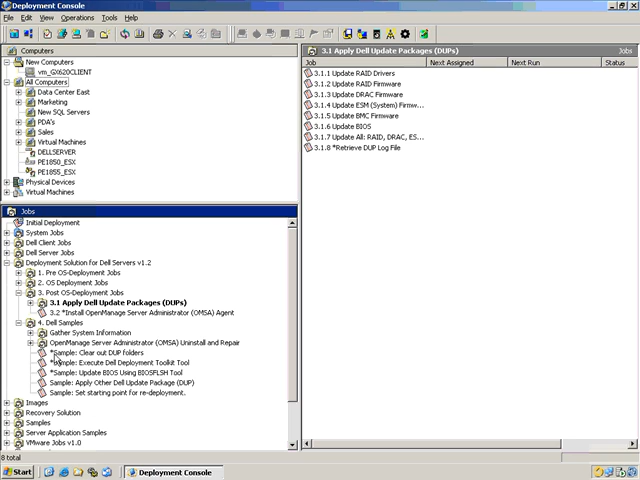 Deployment Console
File Edit View Operations Tools Help
Computers
New Computers
vm_GX620CLIENT
All Computers
Data Center East
Marketing
New SQL Servers
PDA's
Sales
Virtual Machines
DELLSERVER
PE1850_ESX
PE1855_ESX
Physical Devices
Virtual Machines
Jobs
Initial Deployment
System Jobs
Dell Client Jobs
Dell Server Jobs
Deployment Solution for Dell Servers v1.2
1. Pre OS-Deployment Jobs
2. OS Deployment Jobs
3. Post OS-Deployment Jobs
3.1 Apply Dell Update Packages (DUPs)
3.2 *Install OpenManage Server Administrator (OMSA) Agent
4. Dell Samples
Gather System Information
OpenManage Server Administrator (OMSA) Uninstall and Repair
*Sample: Clear out DUP folders
*Sample: Execute Dell Deployment Toolkit Tool
*Sample: Update BIOS Using BIOSFLSH Tool
Sample: Apply Other Dell Update Package (DUP)
Sample: Set starting point for re-deployment.
Images
Recovery Solution
Samples
Server Application Samples
VMware Jobs v1.0
3.1 Apply Dell Update Packages (DUPs) Jobs
Job Next Assigned Next Run Status
3.1.1 Update RAID Drivers
3.1.2 Update RAID Firmware
3.1.3 Update DRAC Firmware
3.1.4 Update ESM (System) Firmw...
3.1.5 Update BMC Firmware
3.1.6 Update BIOS
3.1.7 Update All: RAID, DRAC, ES...
3.1.8 *Retrieve DUP Log File
8 total
Start Deployment Console